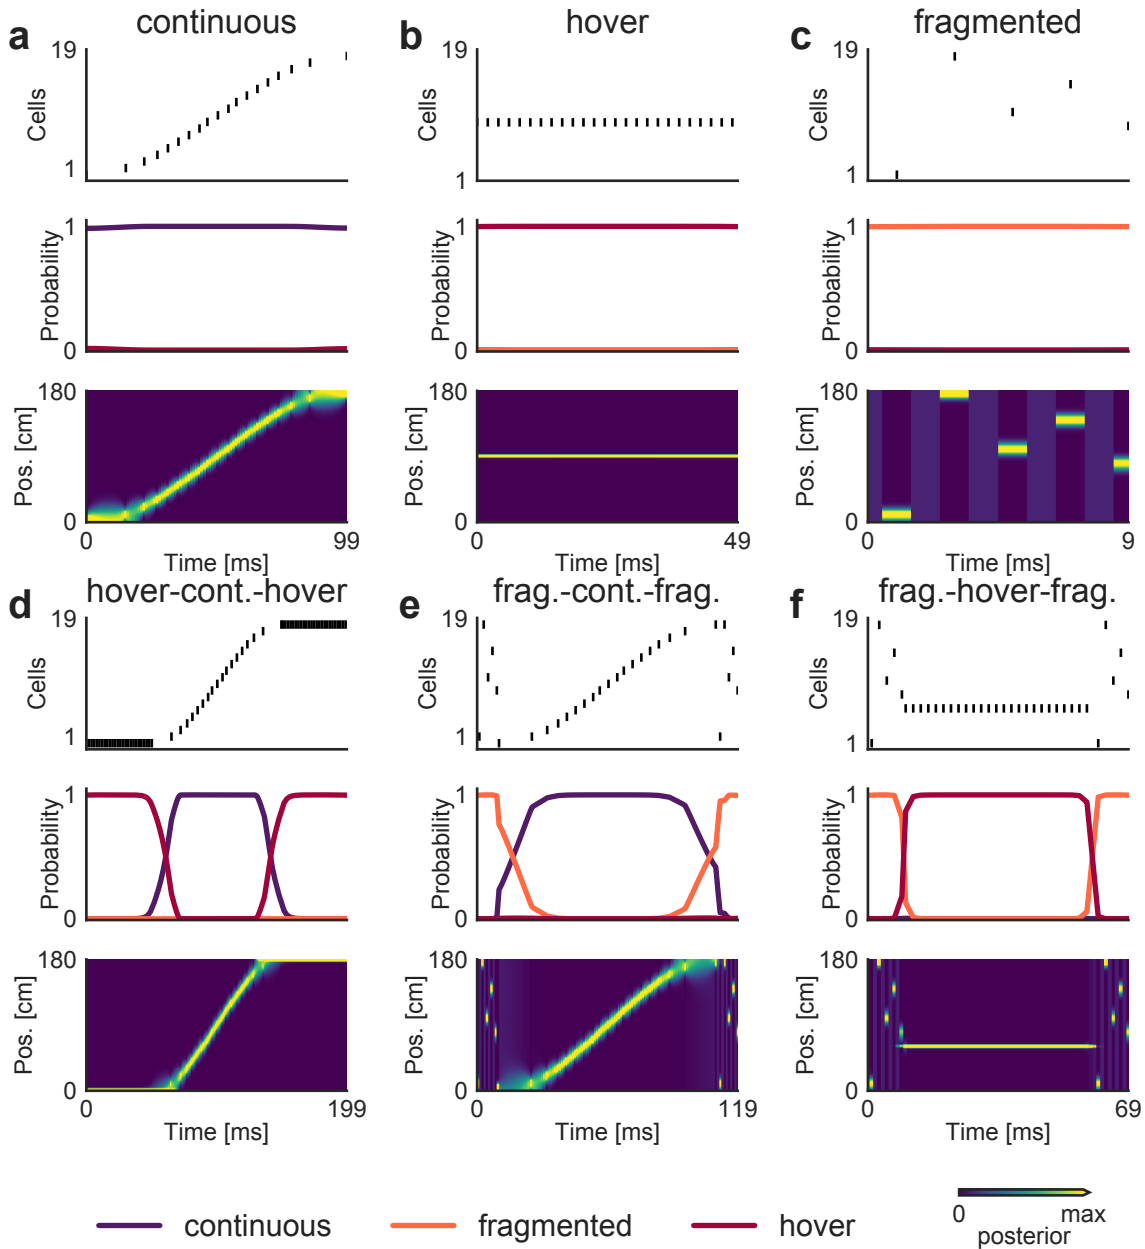 a continuous
19
Cells
1
1
Probability
0
180
Pos. [cm]
0
0 99
Time [ms]
b hover
19
Cells
1
1
Probability
0
180
Pos. [cm]
0
0 49
Time [ms]
c fragmented
19
Cells
1
1
Probability
0
180
Pos. [cm]
0
0 9
Time [ms]
d hover-cont.-hover
19
Cells
1
1
Probability
0
180
Pos. [cm]
0
0 199
Time [ms]
e frag.-cont.-frag.
19
Cells
1
1
Probability
0
180
Pos. [cm]
0
0 119
Time [ms]
f frag.-hover-frag.
19
Cells
1
1
Probability
0
180
Pos. [cm]
0
0 69
Time [ms]
continuous fragmented hover
0 max
posterior